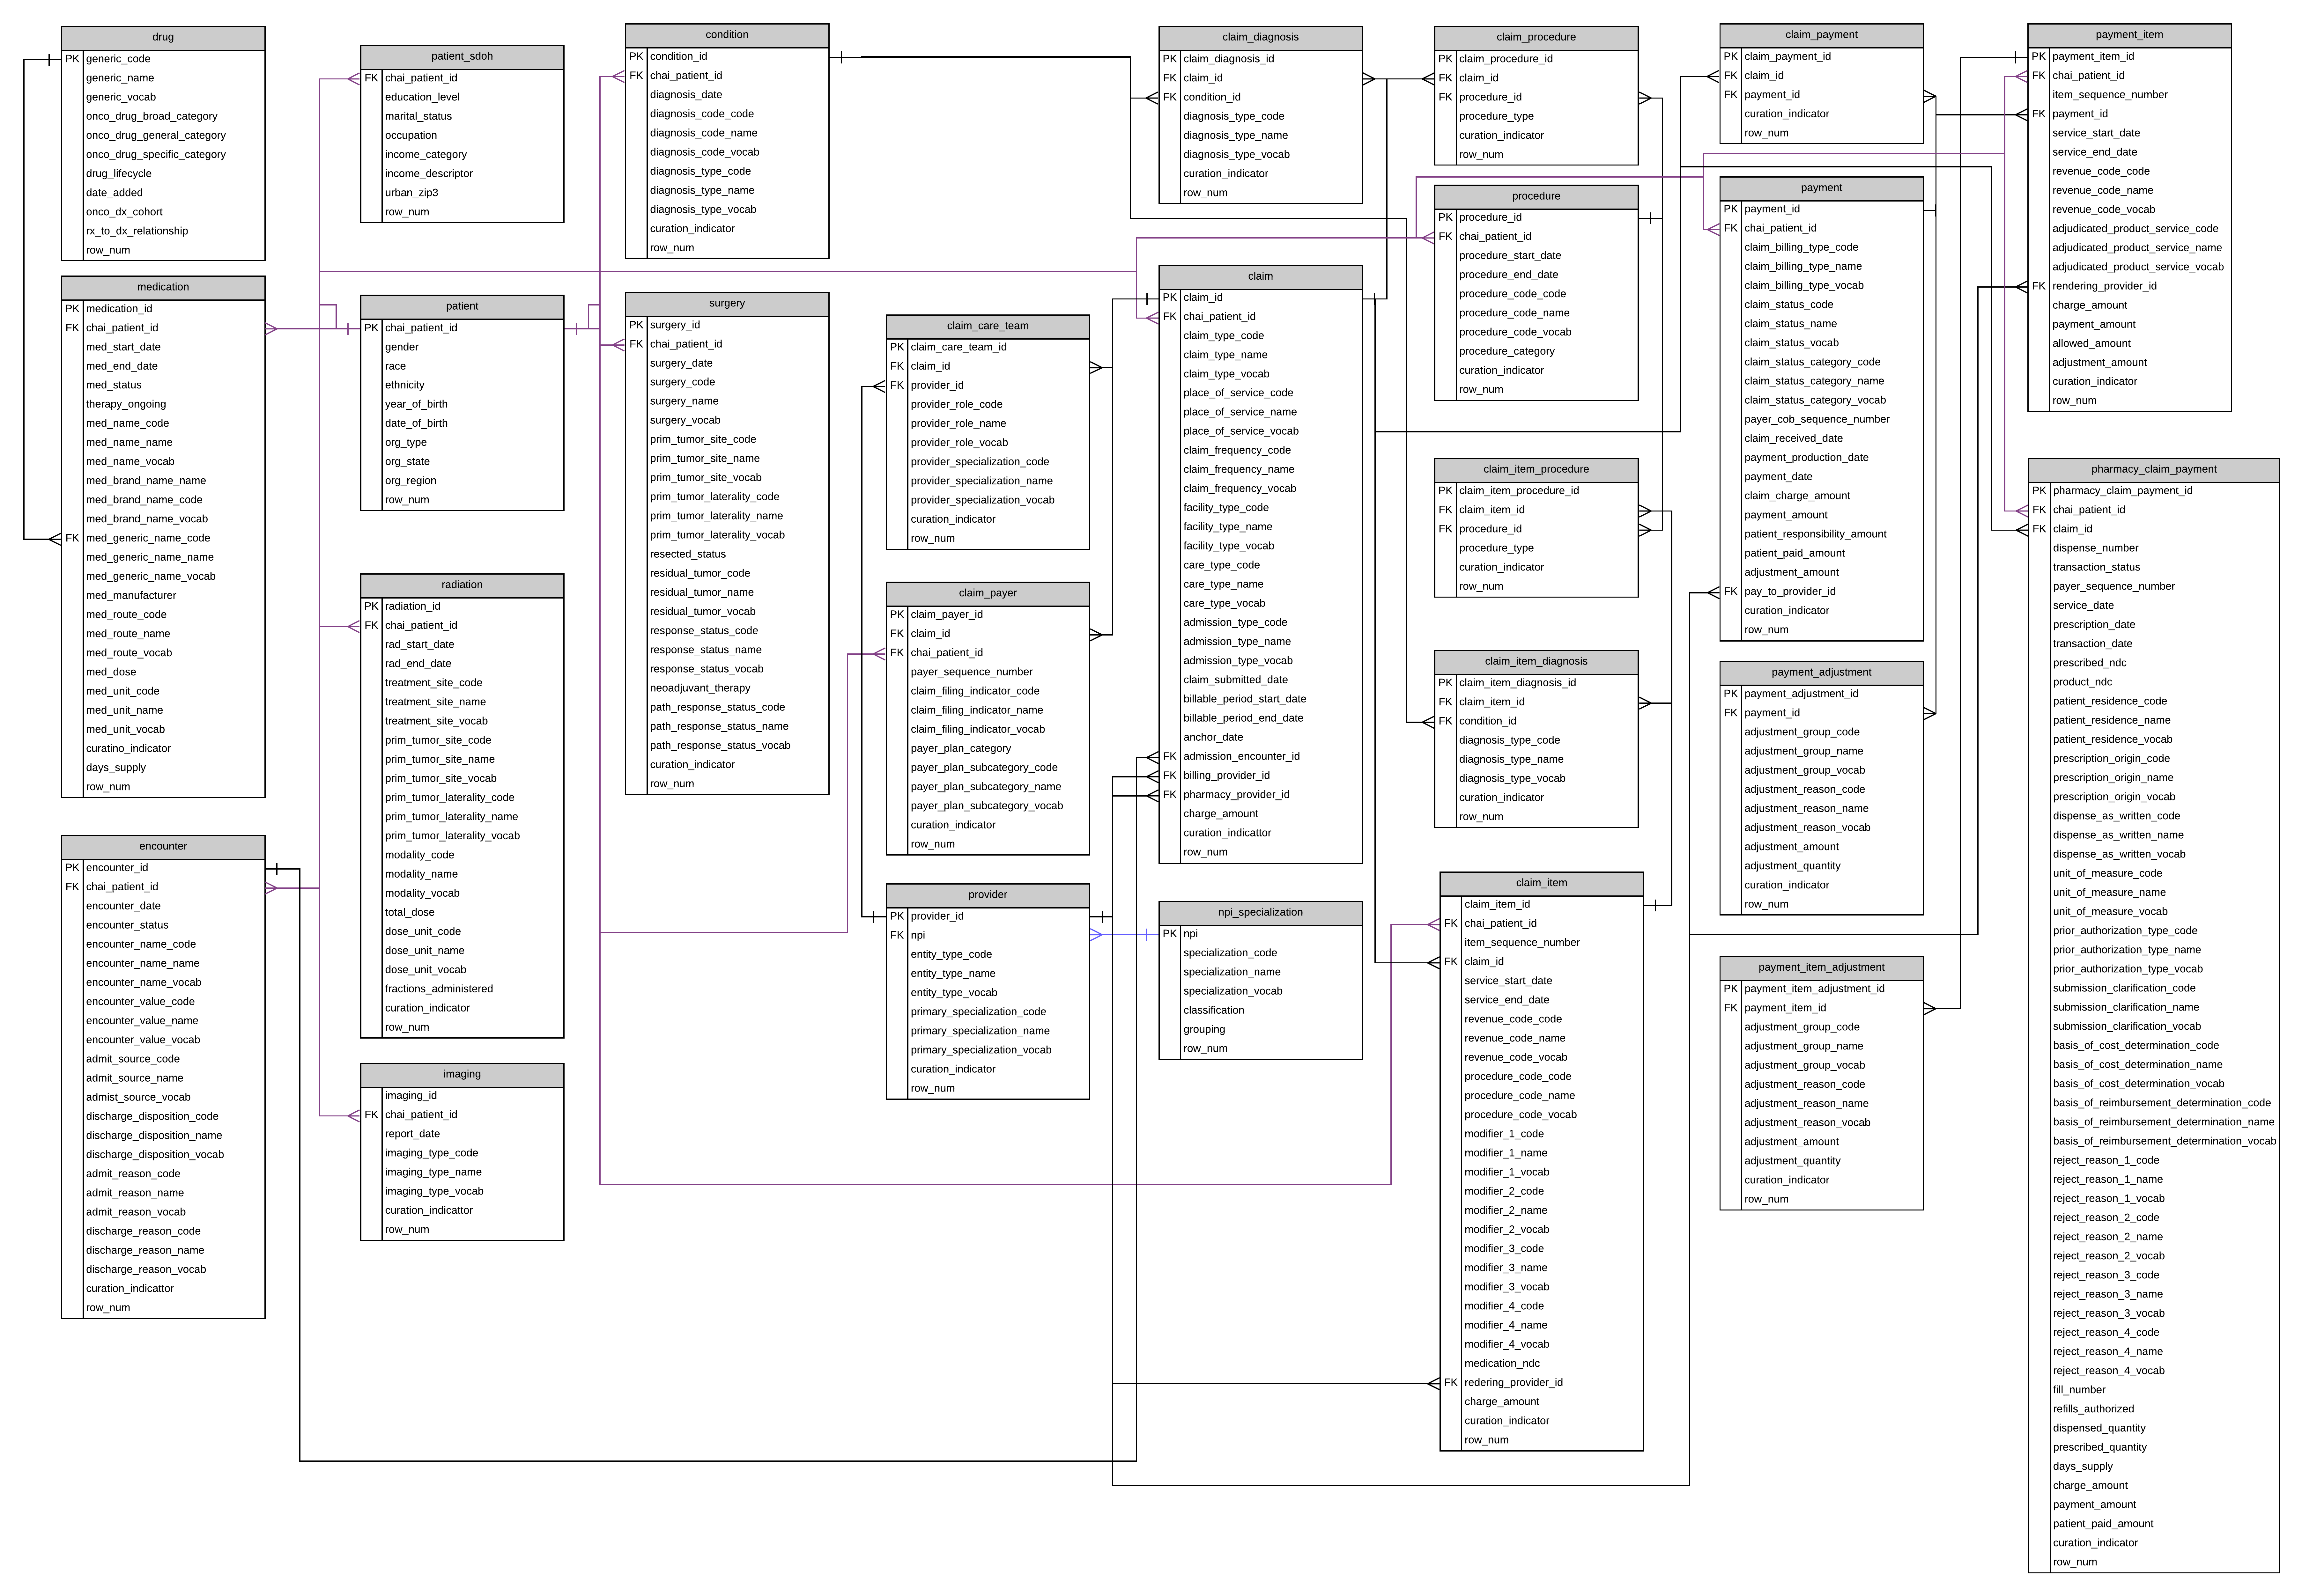 drug
PK generic_code
generic_name
generic_vocab
onco_drug_broad_category
onco_drug_general_category
onco_drug_specific_category
drug_lifecycle
date_added
onco_dx_cohort
rx_to_dx_relationship
row_num
medication
PK medication_id
FK chai_patient_id
med_start_date
med_end_date
med_status
therapy_ongoing
med_name_code
med_name_name
med_name_vocab
med_brand_name_name
med_brand_name_code
med_brand_name_vocab
FK med_generic_name_code
med_generic_name_name
med_generic_name_vocab
med_manufacturer
med_route_code
med_route_name
med_route_vocab
med_dose
med_unit_code
med_unit_name
med_unit_vocab
curatino_indicator
days_supply
row_num
encounter
PK encounter_id
FK chai_patient_id
encounter_date
encounter_status
encounter_name_code
encounter_name_name
encounter_name_vocab
encounter_value_code
encounter_value_name
encounter_value_vocab
admit_source_code
admit_source_name
admist_source_vocab
discharge_disposition_code
discharge_disposition_name
discharge_disposition_vocab
admit_reason_code
admit_reason_name
admit_reason_vocab
discharge_reason_code
discharge_reason_name
discharge_reason_vocab
curation_indicattor
row_num
patient_sdoh
FK chai_patient_id
education_level
marital_status
occupation
income_category
income_descriptor
urban_zip3
row_num
patient
PK chai_patient_id
gender
race
ethnicity
year_of_birth
date_of_birth
org_type
org_state
org_region
row_num
radiation
PK radiation_id
FK chai_patient_id
rad_start_date
rad_end_date
treatment_site_code
treatment_site_name
treatment_site_vocab
prim_tumor_site_code
prim_tumor_site_name
prim_tumor_site_vocab
prim_tumor_laterality_code
prim_tumor_laterality_name
prim_tumor_laterality_vocab
modality_code
modality_name
modality_vocab
total_dose
dose_unit_code
dose_unit_name
dose_unit_vocab
fractions_administered
curation_indicator
row_num
imaging
imaging_id
FK chai_patient_id
report_date
imaging_type_code
imaging_type_name
imaging_type_vocab
curation_indicattor
row_num
condition
PK condition_id
FK chai_patient_id
diagnosis_date
diagnosis_code_code
diagnosis_code_name
diagnosis_code_vocab
diagnosis_type_code
diagnosis_type_name
diagnosis_type_vocab
curation_indicator
row_num
surgery
PK surgery_id
FK chai_patient_id
surgery_date
surgery_code
surgery_name
surgery_vocab
prim_tumor_site_code
prim_tumor_site_name
prim_tumor_site_vocab
prim_tumor_laterality_code
prim_tumor_laterality_name
prim_tumor_laterality_vocab
resected_status
residual_tumor_code
residual_tumor_name
residual_tumor_vocab
response_status_code
response_status_name
response_status_vocab
neoadjuvant_therapy
path_response_status_code
path_response_status_name
path_response_status_vocab
curation_indicator
row_num
claim_care_team
PK claim_care_team_id
FK claim_id
FK provider_id
provider_role_code
provider_role_name
provider_role_vocab
provider_specialization_code
provider_specialization_name
provider_specialization_vocab
curation_indicator
row_num
claim_payer
PK claim_payer_id
FK claim_id
FK chai_patient_id
payer_sequence_number
claim_filing_indicator_code
claim_filing_indicator_name
claim_filing_indicator_vocab
payer_plan_category
payer_plan_subcategory_code
payer_plan_subcategory_name
payer_plan_subcategory_vocab
curation_indicator
row_num
provider
PK provider_id
FK npi
entity_type_code
entity_type_name
entity_type_vocab
primary_specialization_code
primary_specialization_name
primary_specialization_vocab
curation_indicator
row_num
claim_diagnosis
PK claim_diagnosis_id
FK claim_id
FK condition_id
diagnosis_type_code
diagnosis_type_name
diagnosis_type_vocab
curation_indicator
row_num
claim
PK claim_id
FK chai_patient_id
claim_type_code
claim_type_name
claim_type_vocab
place_of_service_code
place_of_service_name
place_of_service_vocab
claim_frequency_code
claim_frequency_name
claim_frequency_vocab
facility_type_code
facility_type_name
facility_type_vocab
care_type_code
care_type_name
care_type_vocab
admission_type_code
admission_type_name
admission_type_vocab
claim_submitted_date
billable_period_start_date
billable_period_end_date
anchor_date
FK admission_encounter_id
FK billing_provider_id
FK pharmacy_provider_id
charge_amount
curation_indicattor
row_num
npi_specialization
PK npi
specialization_code
specialization_name
specialization_vocab
classification
grouping
row_num
claim_procedure
PK claim_procedure_id
FK claim_id
FK procedure_id
procedure_type
curation_indicator
row_num
procedure
PK procedure_id
FK chai_patient_id
procedure_start_date
procedure_end_date
procedure_code_code
procedure_code_name
procedure_code_vocab
procedure_category
curation_indicator
row_num
claim_item_procedure
PK claim_item_procedure_id
PK claim_item_id
PK procedure_id
procedure_type
curation_indicator
row_num
claim_item_diagnosis
PK claim_item_diagnosis_id
FK claim_item_id
FK condition_id
diagnosis_type_code
diagnosis_type_name
diagnosis_type_vocab
curation_indicator
row_num
claim_item
claim_item_id
FK chai_patient_id
item_sequence_number
FK claim_id
service_start_date
service_end_date
revenue_code_code
revenue_code_name
revenue_code_vocab
procedure_code_code
procedure_code_name
procedure_code_vocab
modifier_1_code
modifier_1_name
modifier_1_vocab
modifier_2_code
modifier_2_name
modifier_2_vocab
modifier_3_code
modifier_3_name
modifier_3_vocab
modifier_4_code
modifier_4_name
modifier_4_vocab
medication_ndc
FK redering_provider_id
charge_amount
curation_indicator
row_num
claim_payment
PK claim_payment_id
FK claim_id
FK payment_id
curation_indicator
row_num
payment
PK payment_id
FK chai_patient_id
claim_billing_type_code
claim_billing_type_name
claim_billing_type_vocab
claim_status_code
claim_status_name
claim_status_vocab
claim_status_category_code
claim_status_category_name
claim_status_category_vocab
payer_cob_sequence_number
claim_received_date
payment_production_date
payment_date
claim_charge_amount
payment_amount
patient_responsibility_amount
patient_paid_amount
adjustment_amount
FK pay_to_provider_id
curation_indicator
row_num
payment_adjustment
PK payment_adjustment_id
FK payment_id
adjustment_group_code
adjustment_group_name
adjustment_group_vocab
adjustment_reason_code
adjustment_reason_name
adjustment_reason_vocab
adjustment_amount
adjustment_quantity
curation_indicator
row_num
payment_item_adjustment
PK payment_item_adjustment_id
FK payment_item_id
adjustment_group_code
adjustment_group_name
adjustment_group_vocab
adjustment_reason_code
adjustment_reason_name
adjustment_reason_vocab
adjustment_amount
adjustment_quantity
curation_indicator
row_num
payment_item
PK payment_item_id
FK chai_patient_id
item_sequence_number
FK payment_id
service_start_date
service_end_date
revenue_code_code
revenue_code_name
revenue_code_vocab
adjudicated_product_service_code
adjudicated_product_service_name
adjudicated_product_service_vocab
FK rendering_provider_id
charge_amount
payment_amount
allowed_amount
adjustment_amount
curation_indicator
row_num
pharmacy_claim_payment
PK pharmacy_claim_payment_id
FK chai_patient_id
FK claim_id
dispense_number
transaction_status
payer_sequence_number
service_date
prescription_date
transaction_date
prescribed_ndc
product_ndc
patient_residence_code
patient_residence_name
patient_residence_vocab
prescription_origin_code
prescription_origin_name
prescription_origin_vocab
dispense_as_written_code
dispense_as_written_name
dispense_as_written_vocab
unit_of_measure_code
unit_of_measure_name
unit_of_measure_vocab
prior_authorization_type_code
prior_authorization_type_name
prior_authorization_type_vocab
submission_clarification_code
submission_clarification_name
submission_clarification_vocab
basis_of_cost_determination_code
basis_of_cost_determination_name
basis_of_cost_determination_vocab
basis_of_reimbursement_determination_code
basis_of_reimbursement_determination_name
basis_of_reimbursement_determination_vocab
reject_reason_1_code
reject_reason_1_name
reject_reason_1_vocab
reject_reason_2_code
reject_reason_2_name
reject_reason_2_vocab
reject_reason_3_code
reject_reason_3_name
reject_reason_3_vocab
reject_reason_4_code
reject_reason_4_name
reject_reason_4_vocab
fill_number
refills_authorized
dispensed_quantity
prescribed_quantity
days_supply
charge_amount
payment_amount
patient_paid_amount
curation_indicator
row_num